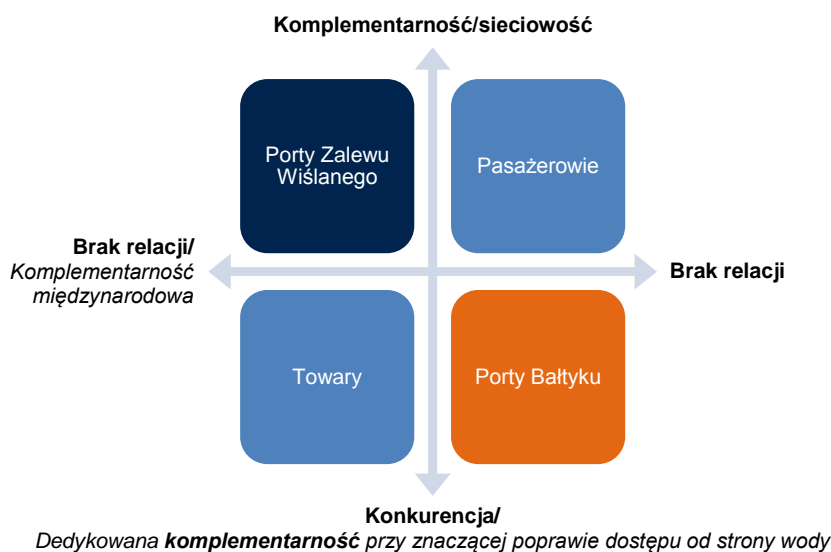 Komplementarność/sieciowość
Porty Zalewu
Wiślanego
Pasażerowie
Brak relacji/
Komplementarność
międzynarodowa
Brak relacji
Towary
Porty Bałtyku
Konkurencja/
Dedykowana komplementarność przy znaczącej poprawie dostępu od strony wody